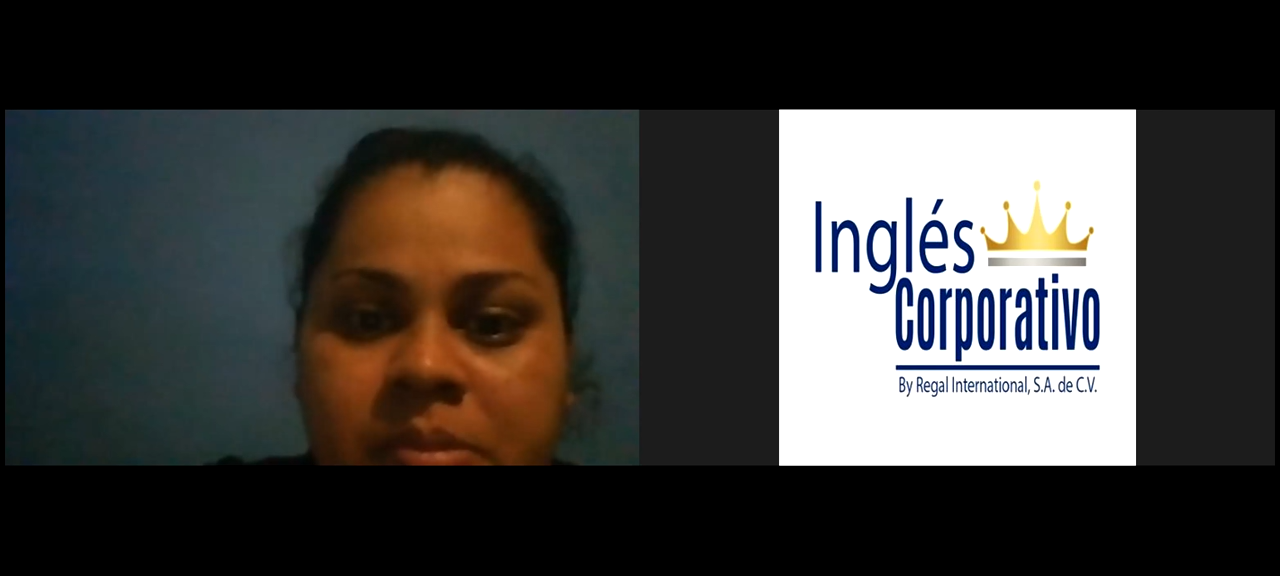 Inglés
Corporativo
By Regal International, S.A. de C.V.